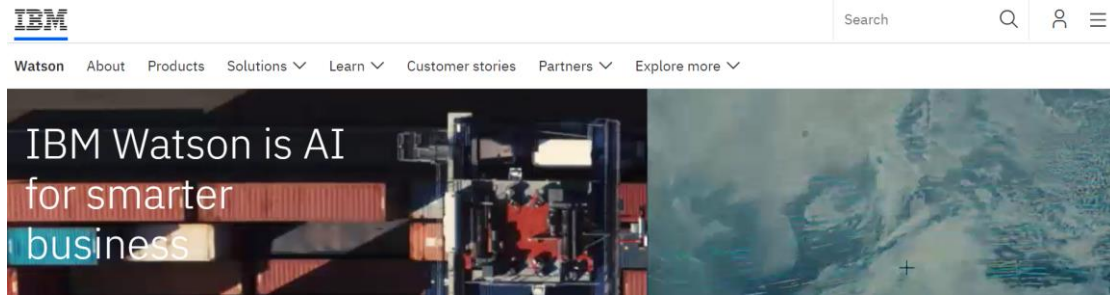 IBM
Search
Watson About Products Solutions Learn Customer stories Partners Explore more
IBM Watson is AI
for smarter
business